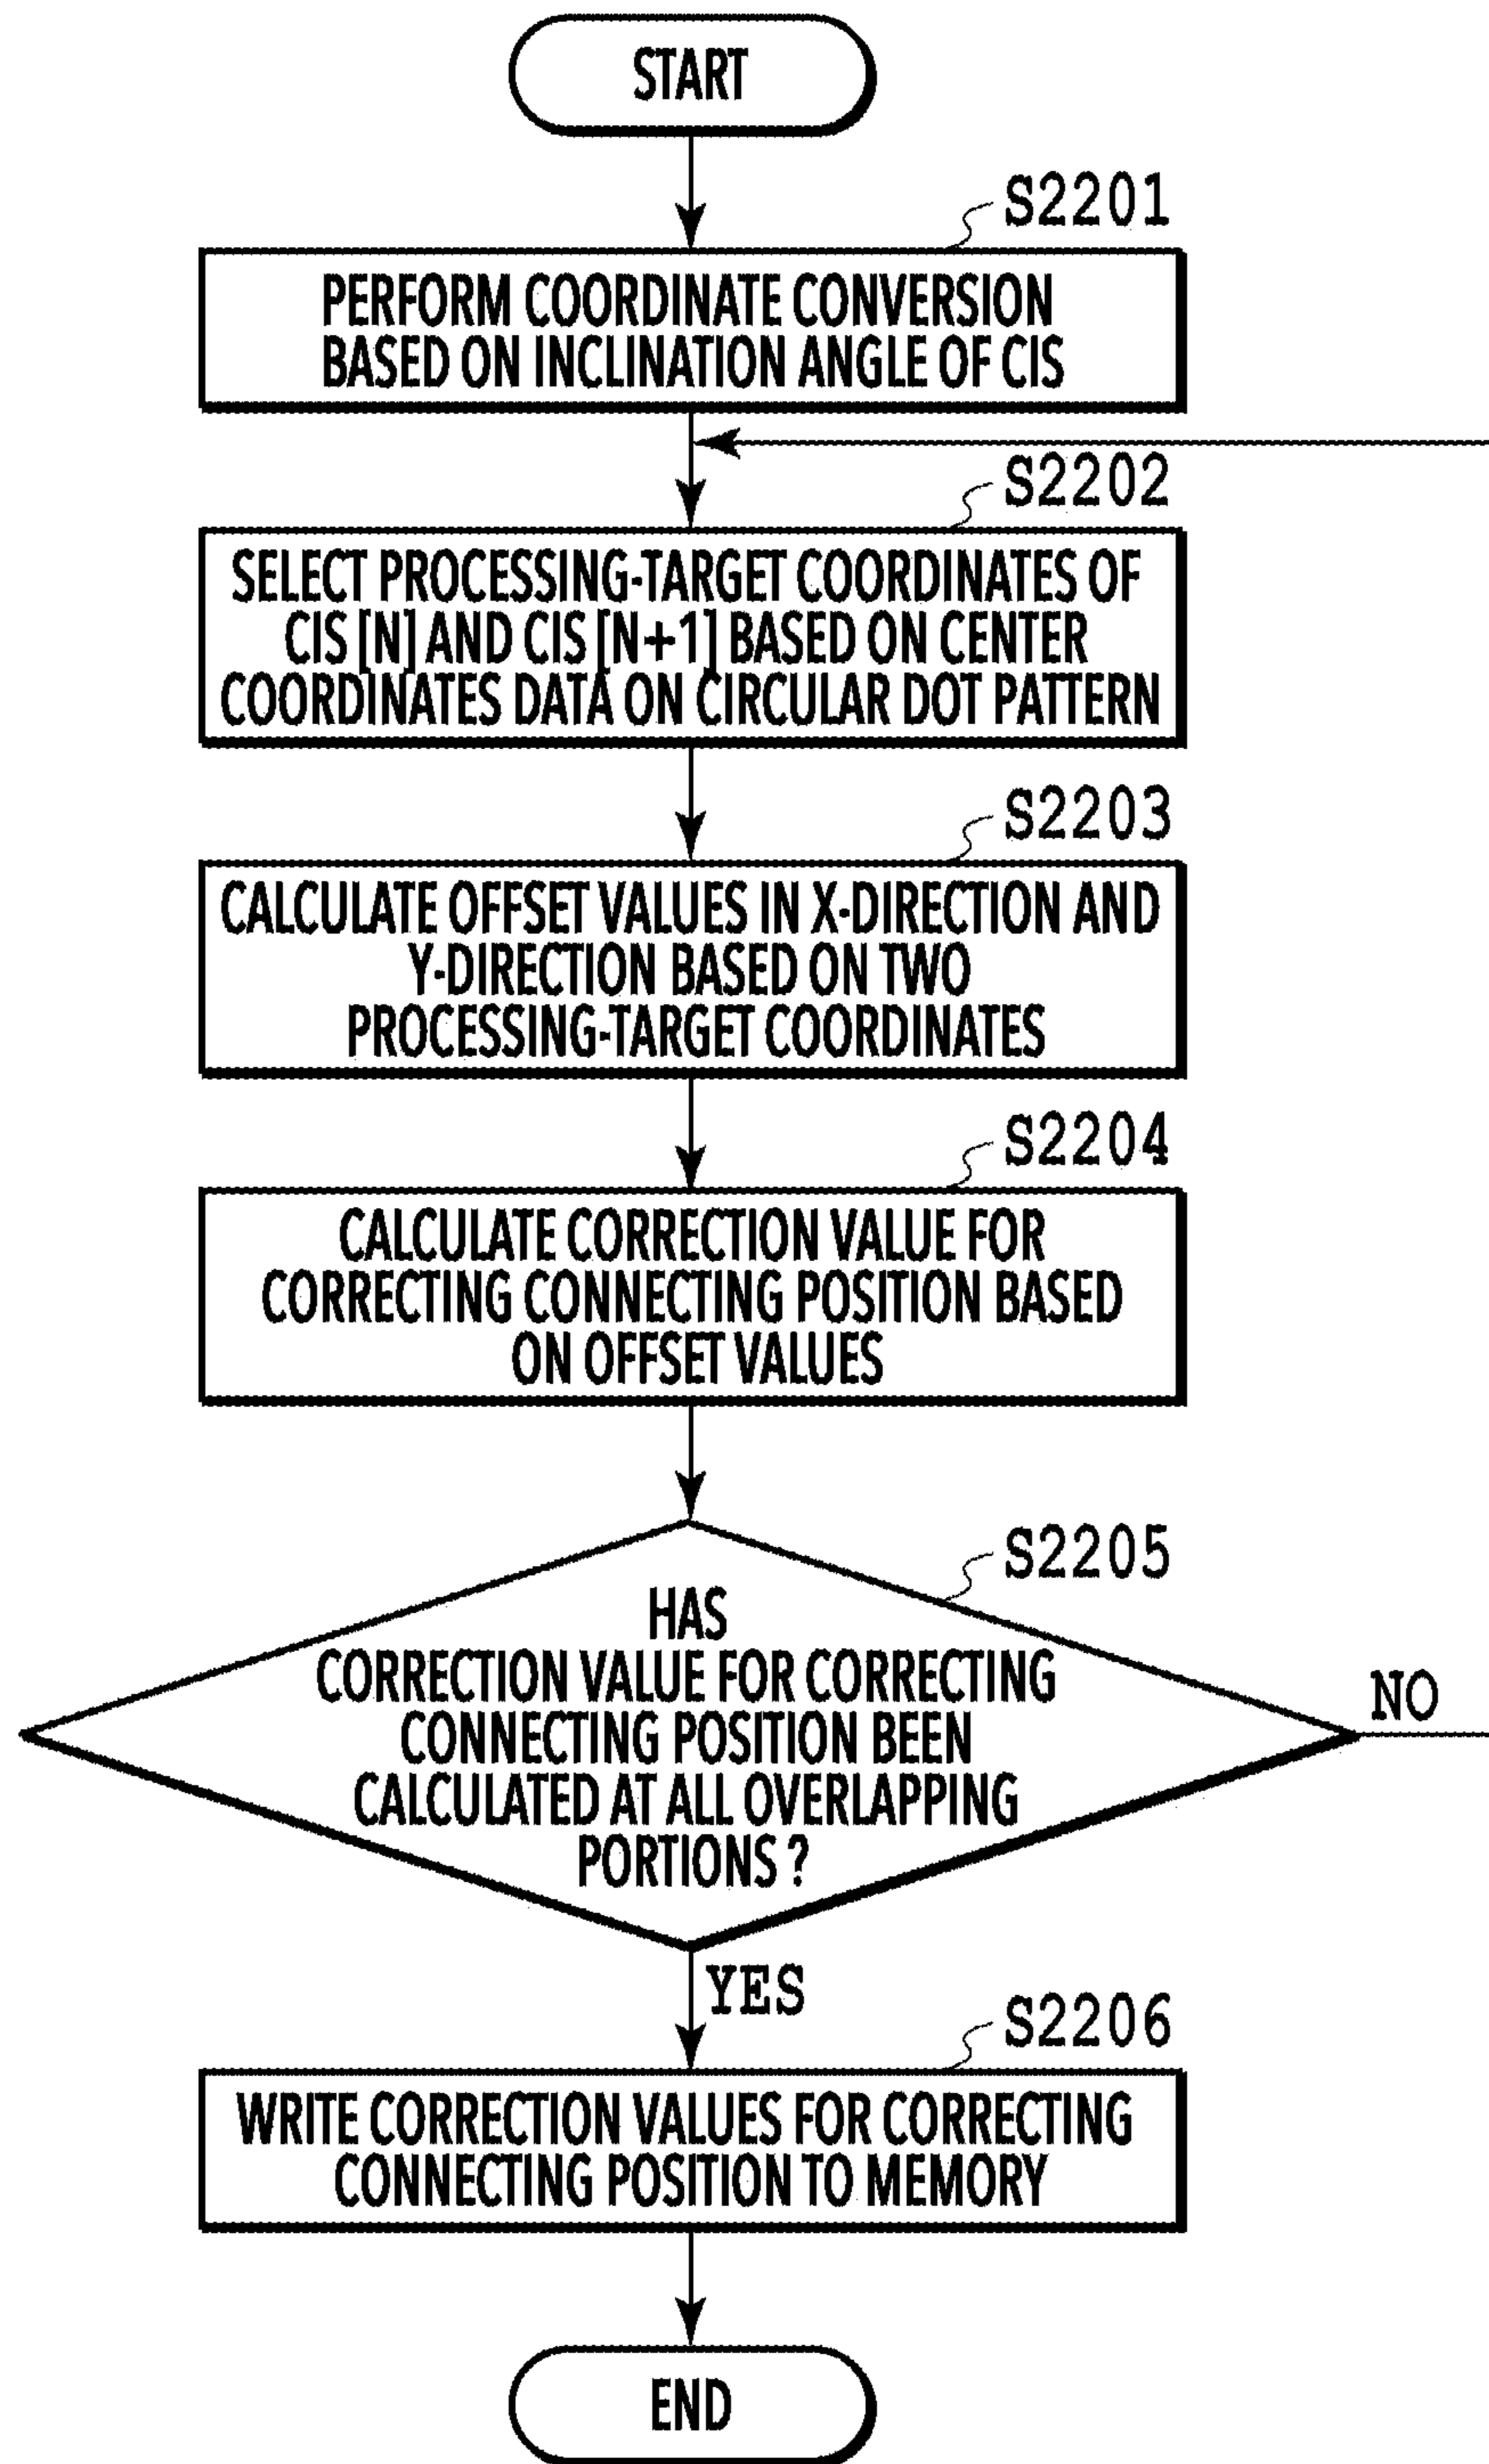 START
S2201
PERFORM COORDINATE CONVERSION
BASED ON INCLINATION ANGLE OF CIS
S2202
SELECT PROCESSING-TARGET COORDINATES OF
CIS [N] AND CIS [N+1] BASED ON CENTER
COORDINATES DATA ON CIRCULAR DOT PATTERN
S2203
CALCULATE OFFSET VALUES IN X-DIRECTION AND
Y-DIRECTION BASED ON TWO
PROCESSING-TARGET COORDINATES
S2204
CALCULATE CORRECTION VALUE FOR
CORRECTING CONNECTING POSITION BASED
ON OFFSET VALUES
S2205
HAS
CORRECTION VALUE FOR CORRECTING
CONNECTING POSITION BEEN
CALCULATED AT ALL OVERLAPPING
PORTIONS ?
NO
YES
S2206
WRITE CORRECTION VALUES FOR CORRECTING
CONNECTING POSITION TO MEMORY
END